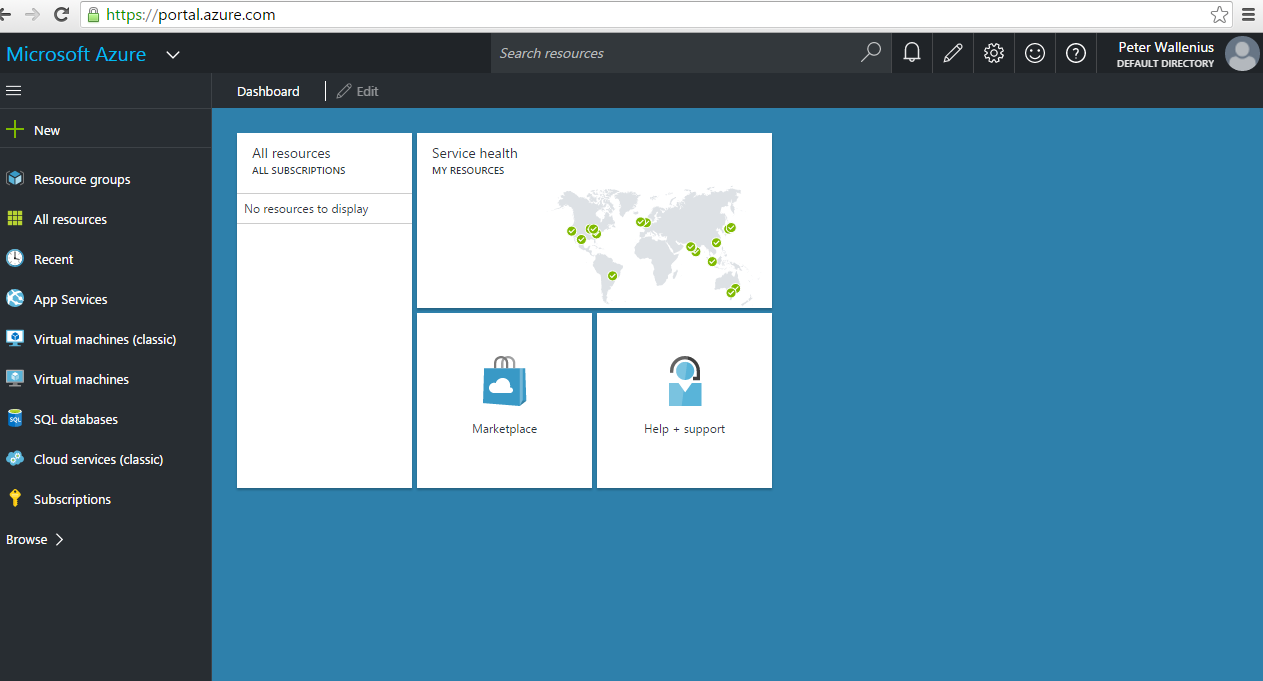 https://portal.azure.com
Microsoft Azure
Search resources
Peter Wallenius
DEFAULT DIRECTORY
Dashboard
Edit
New
Resource groups
All resources
Recent
App Services
Virtual machines (classic)
Virtual machines
SQL
SQL databases
Cloud services (classic)
Subscriptions
Browse
All resources
ALL SUBSCRIPTIONS
No resources to display
Service health
MY RESOURCES
Marketplace
Help + support